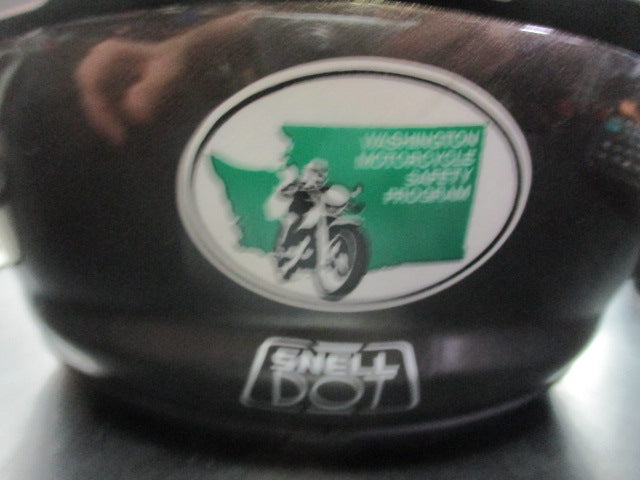 WASHINGTON
MOTORCYCLE
SAFETY
PROGRAM
SNELL
DOT